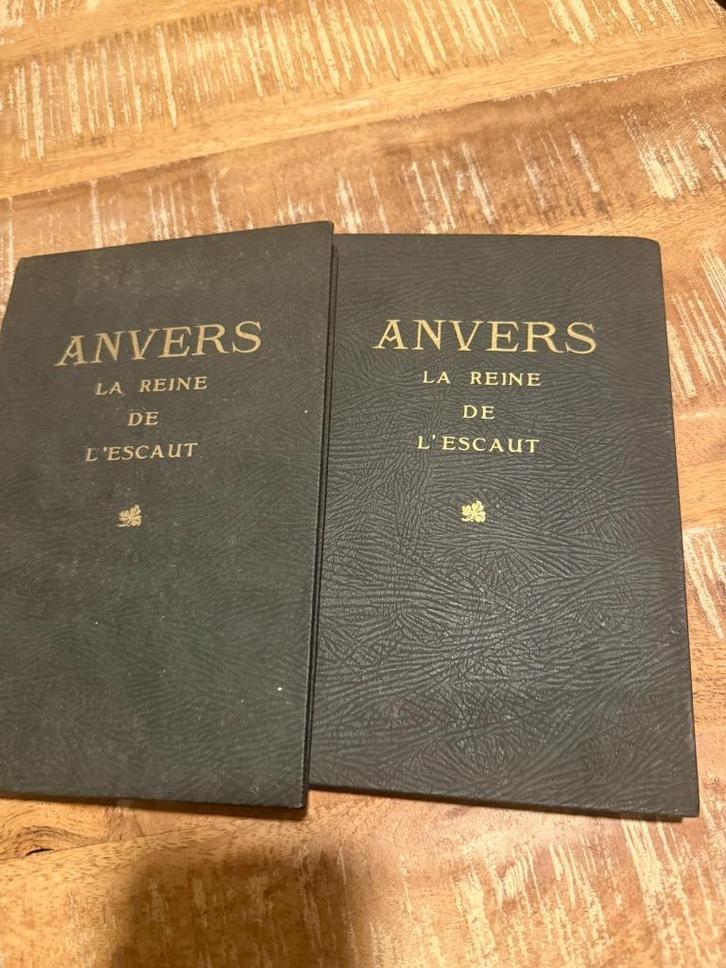 ANVERS
LA REINE
DE
L'ESCAUT
ANVERS
LA REINE
DE
L'ESCAUT